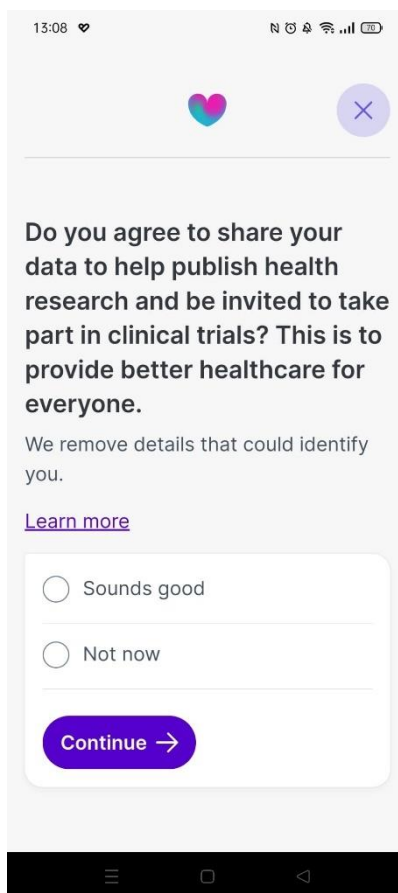 13:08
70
Do you agree to share your
data to help publish health
research and be invited to take
part in clinical trials? This is to
provide better healthcare for
everyone.
We remove details that could identify
you.
Learn more
Sounds good
Not now
Continue →